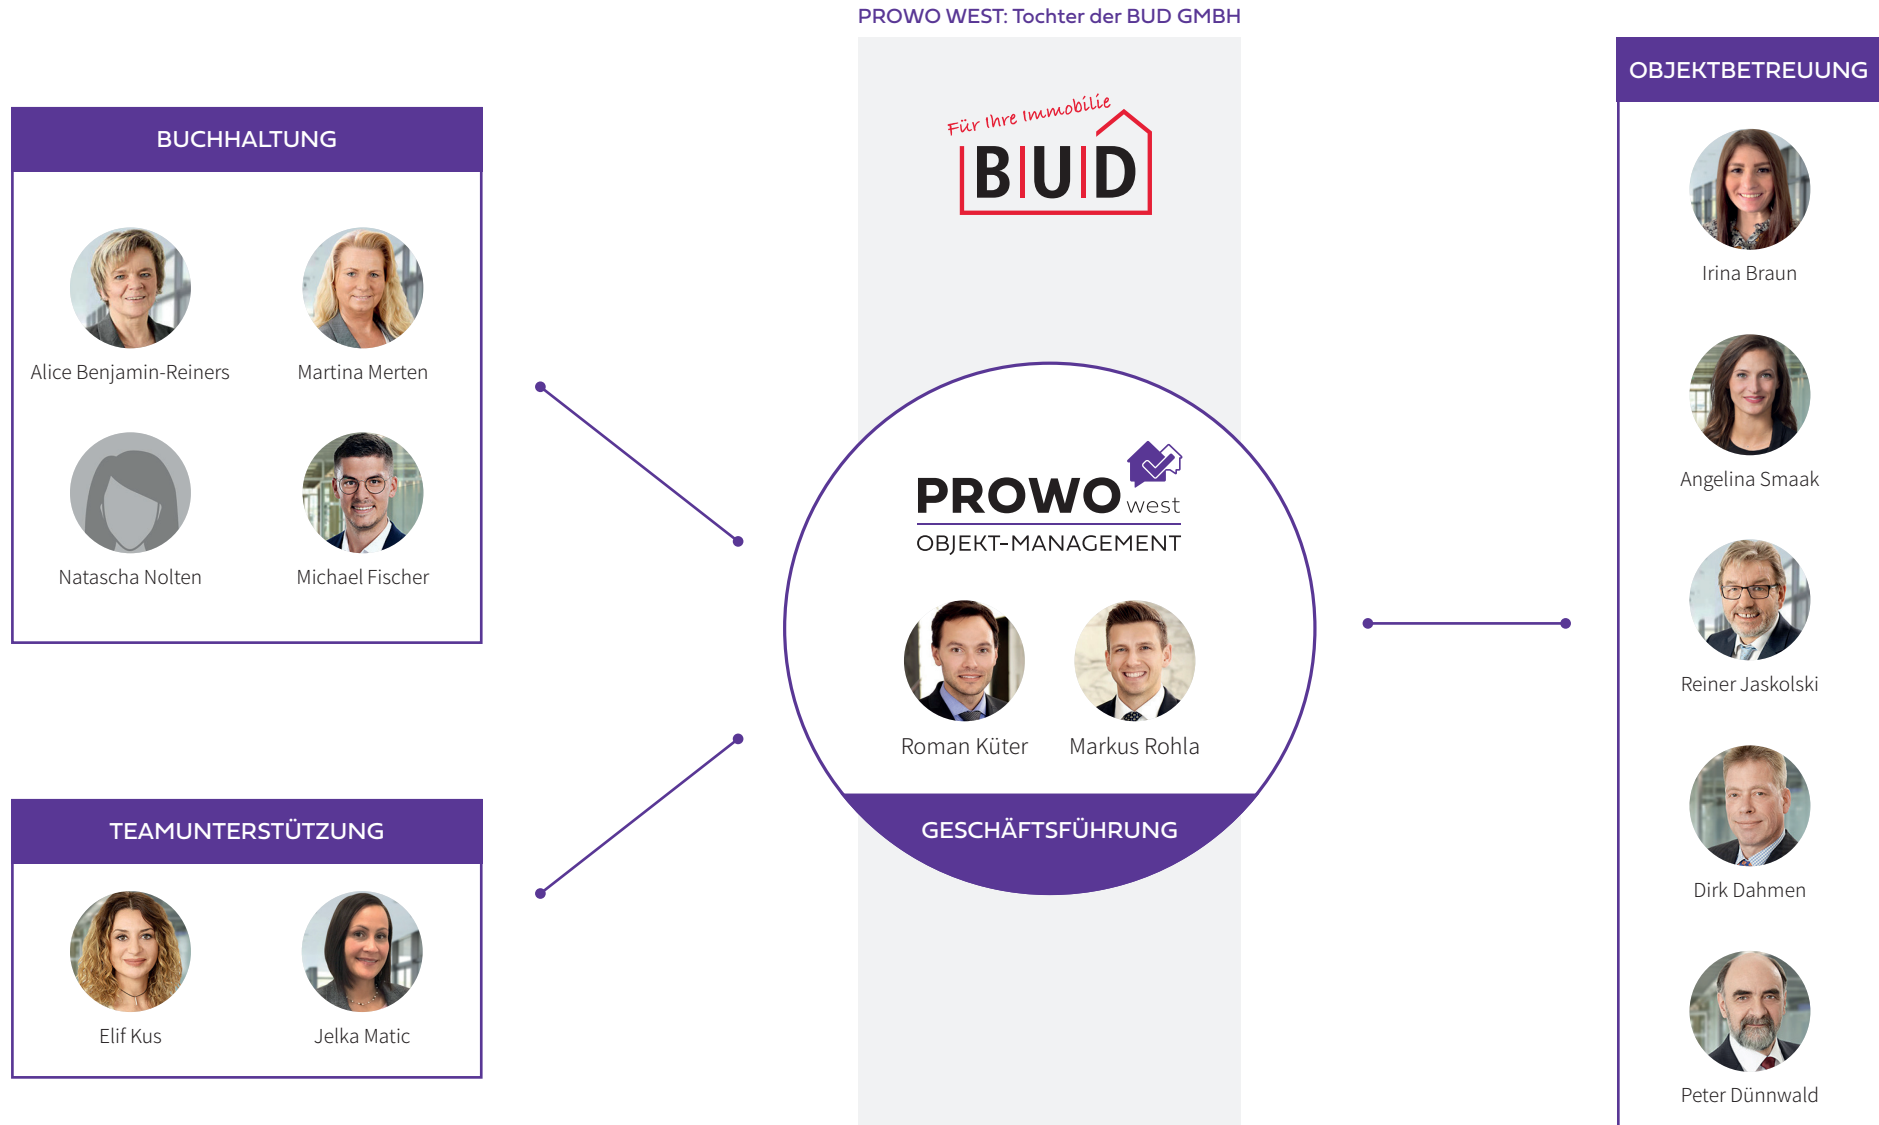 PROWO WEST: Tochter der BUD GMBH
Für Ihre Immobilie
B|U|D
BUCHHALTUNG
Alice Benjamin-Reiners
Martina Merten
Natascha Nolten
Michael Fischer
TEAMUNTERSTÜTZUNG
Elif Kus
Jelka Matic
PROWO west
OBJEKT-MANAGEMENT
Roman Küter
Markus Rohla
GESCHÄFTSFÜHRUNG
OBJEKTBETREUUNG
Irina Braun
Angelina Smaak
Reiner Jaskolski
Dirk Dahmen
Peter Dünnwald